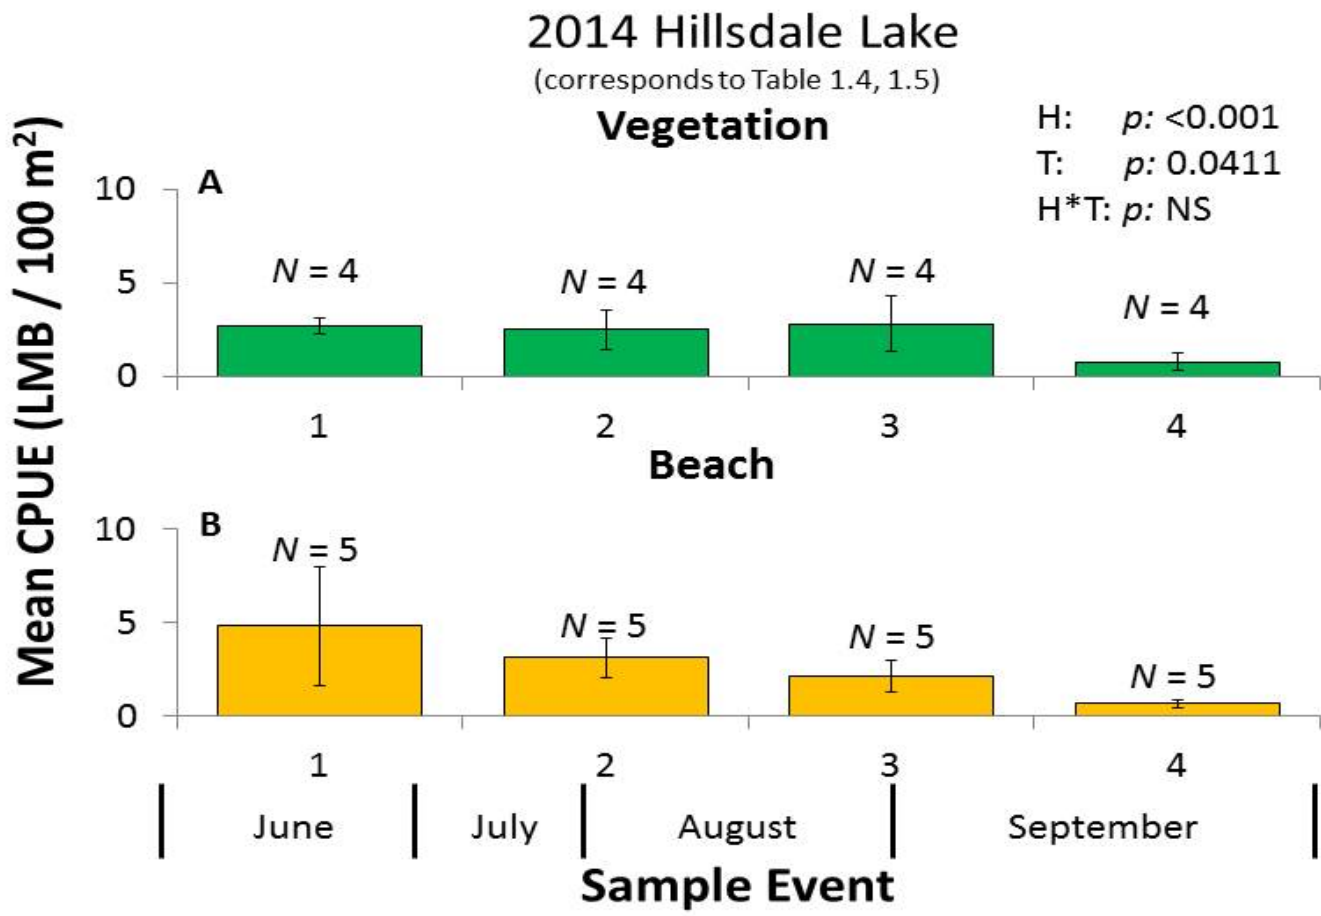 2014 Hillsdale Lake
(corresponds to Table 1.4, 1.5)
Vegetation
H: p: <0.001
T: p: 0.0411
H*T: p: NS
Mean CPUE (LMB / 100 m²)
A
10
5
0
N = 4
N = 4
N = 4
N = 4
1 2 3 4
Beach
B
10
5
0
N = 5
N = 5
N = 5
N = 5
1 2 3 4
June July August September
Sample Event